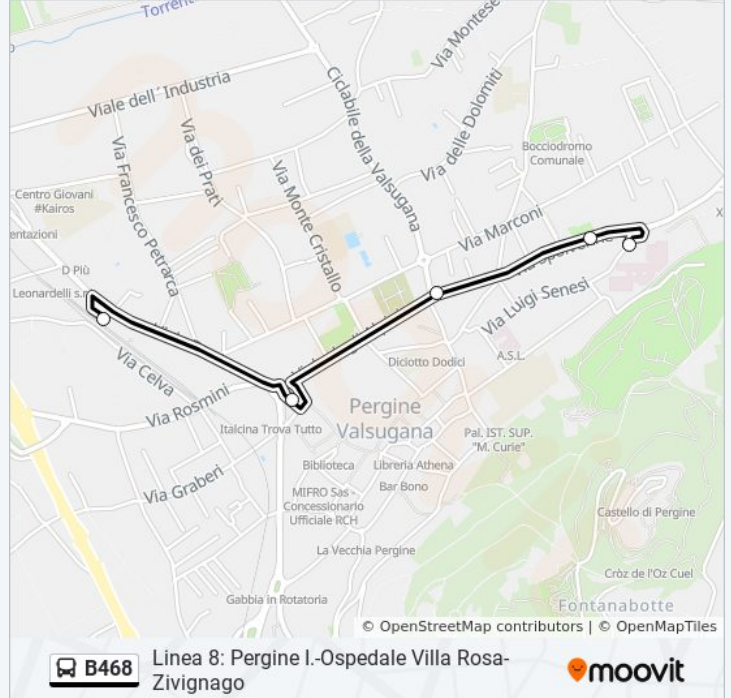 Torrent
Via Montese
Viale dell´Industria
Ciclabile della Valsugana
Via delle Dolomiti
Via dei Prati
Via Francesco Petrarca
Via Monte Cristallo
Bocciodromo
Comunale
Centro Giovani
#Kairos
entazioni
Via Marconi
X
D Più
Leonardelli s.r
Via Luigi Senesi
Via Celva
Diciotto Dodici
A.S.L.
Via Rosmini
Pergine
Valsugana
Italcina Trova Tutto
Pal. IST. SUP.
"M. Curie"
Biblioteca
Libreria Athena
Via Graberi
Bar Bono
MIFRO Sas -
Concessionario
Ufficiale RCH
Castello di Pergine
La Vecchia Pergine
Cròz de l'Oz Cuel
Gabbia in Rotatoria
Fontanabotte
© OpenStreetMap contributors | © OpenMapTiles
B468
Linea 8: Pergine I.-Ospedale Villa Rosa-
Zivignago
moovit